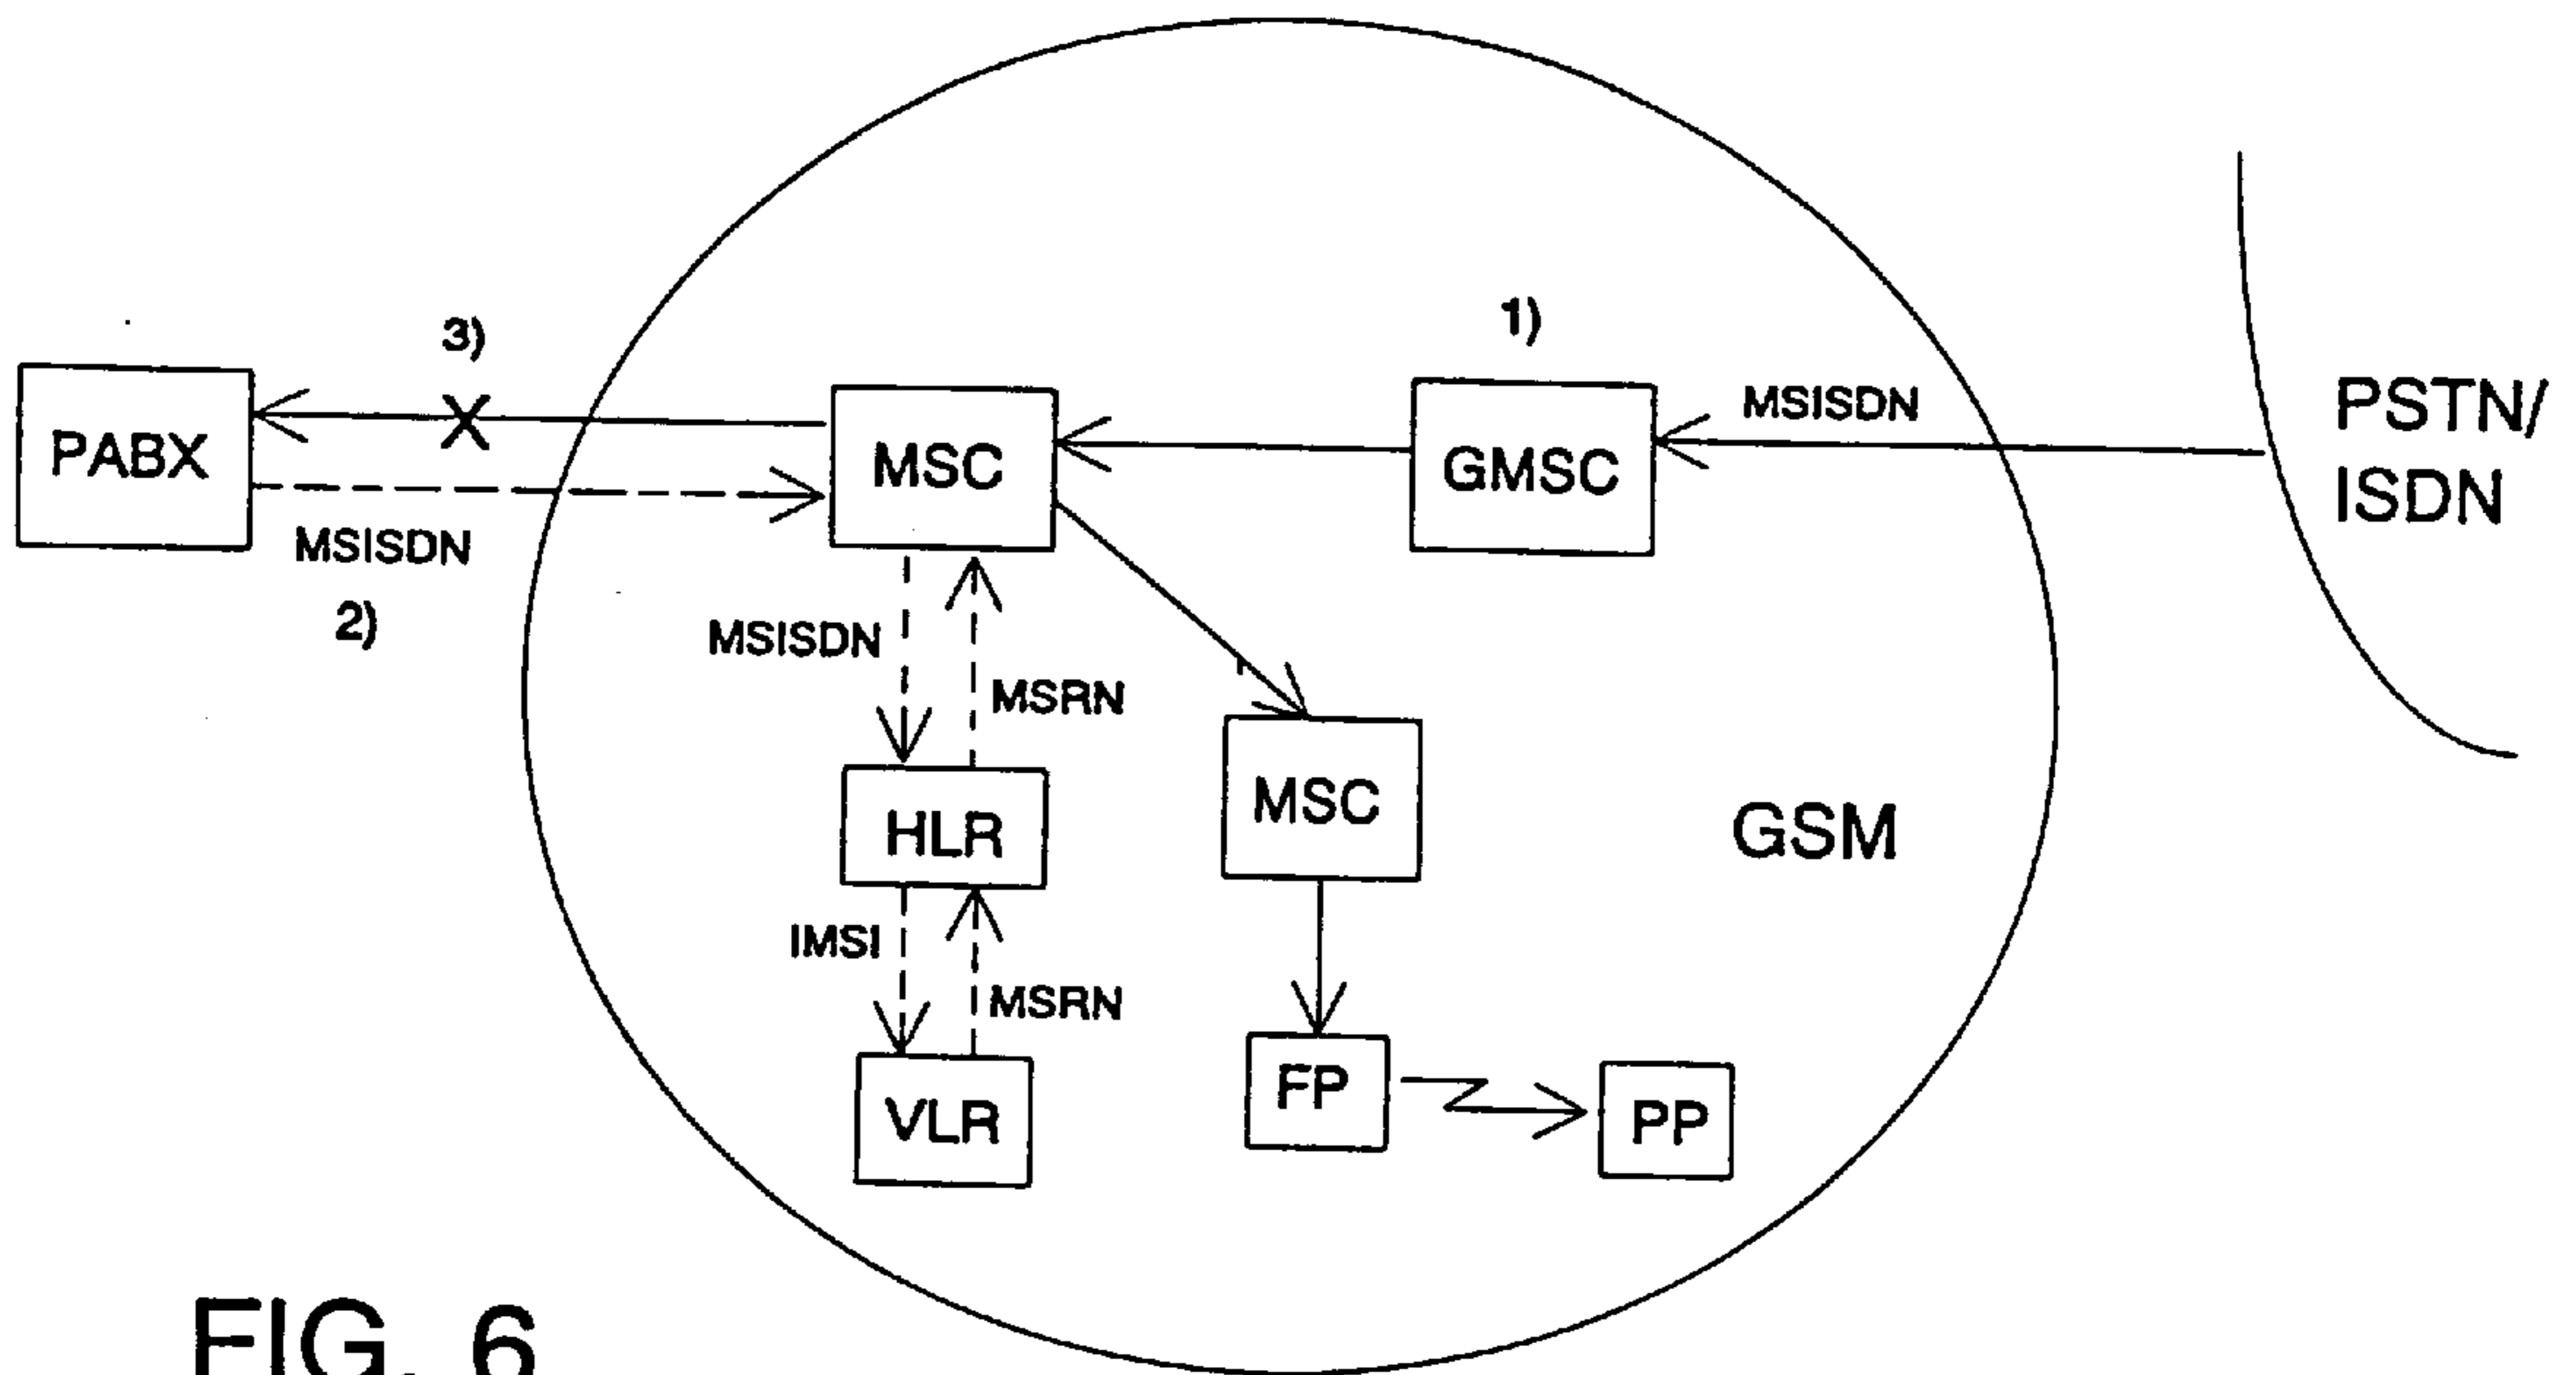 3)
1)
PABX
MSC
GMSC
MSISDN
PSTN/
ISDN
MSISDN
2)
MSISDN
MSRN
HLR
MSC
GSM
IMSI
MSRN
VLR
FP
PP
FIG. 6